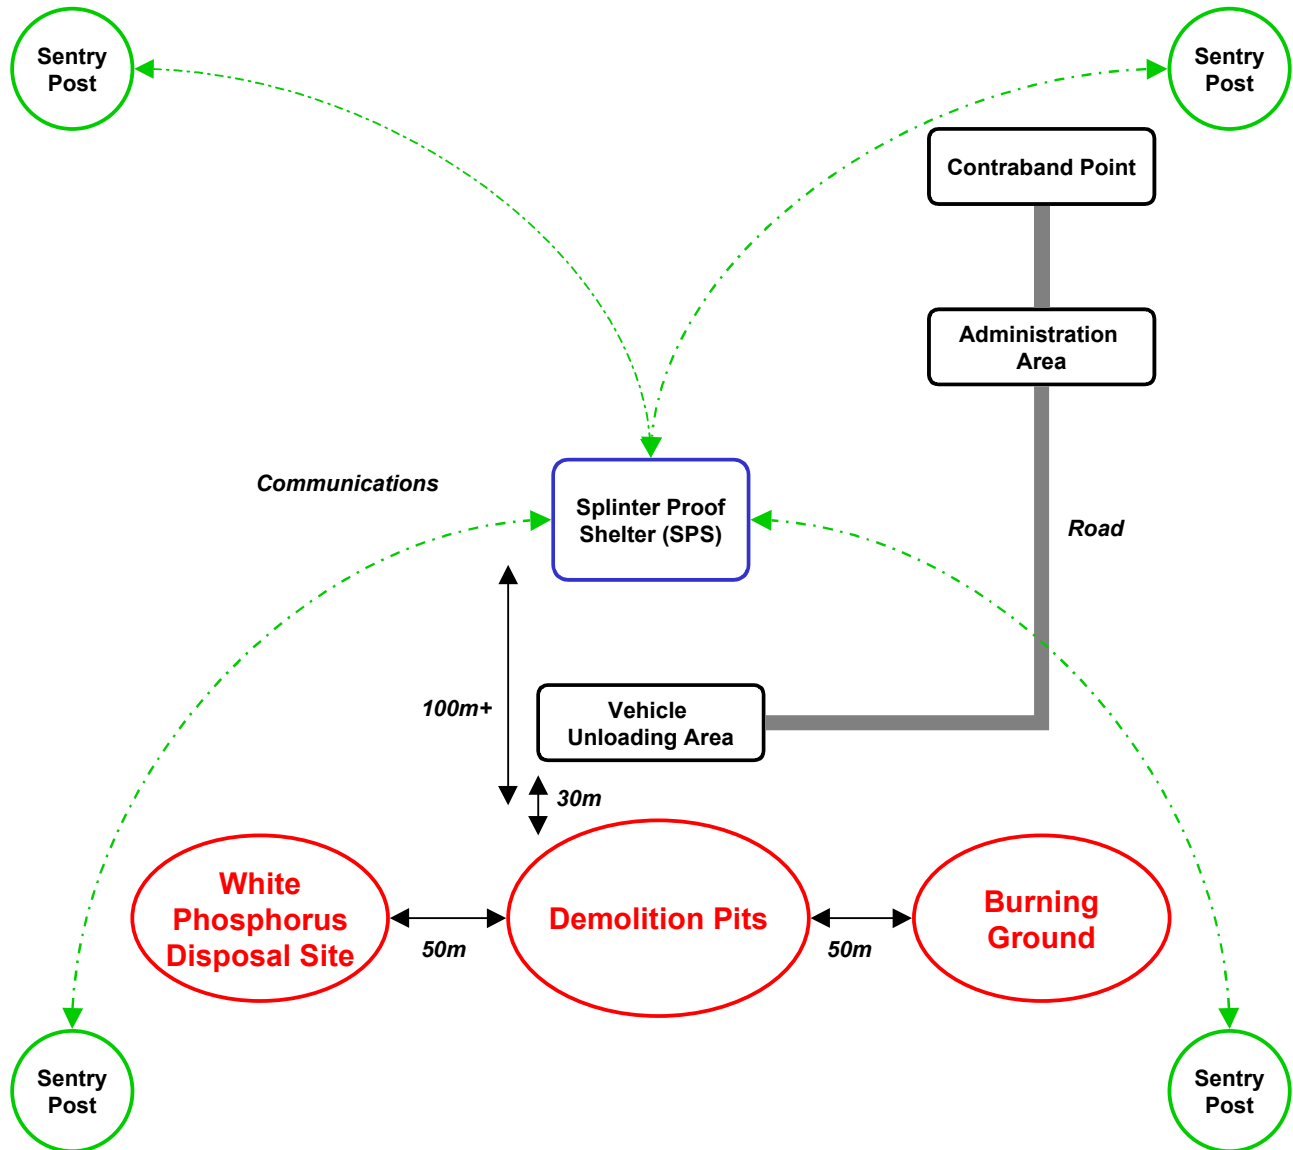 Sentry
Post
Sentry
Post
Contraband Point
Administration
Area
Communications
Splinter Proof
Shelter (SPS)
Road
100m+
Vehicle
Unloading Area
30m
White
Phosphorus
Disposal Site
50m
Demolition Pits
50m
Burning
Ground
Sentry
Post
Sentry
Post